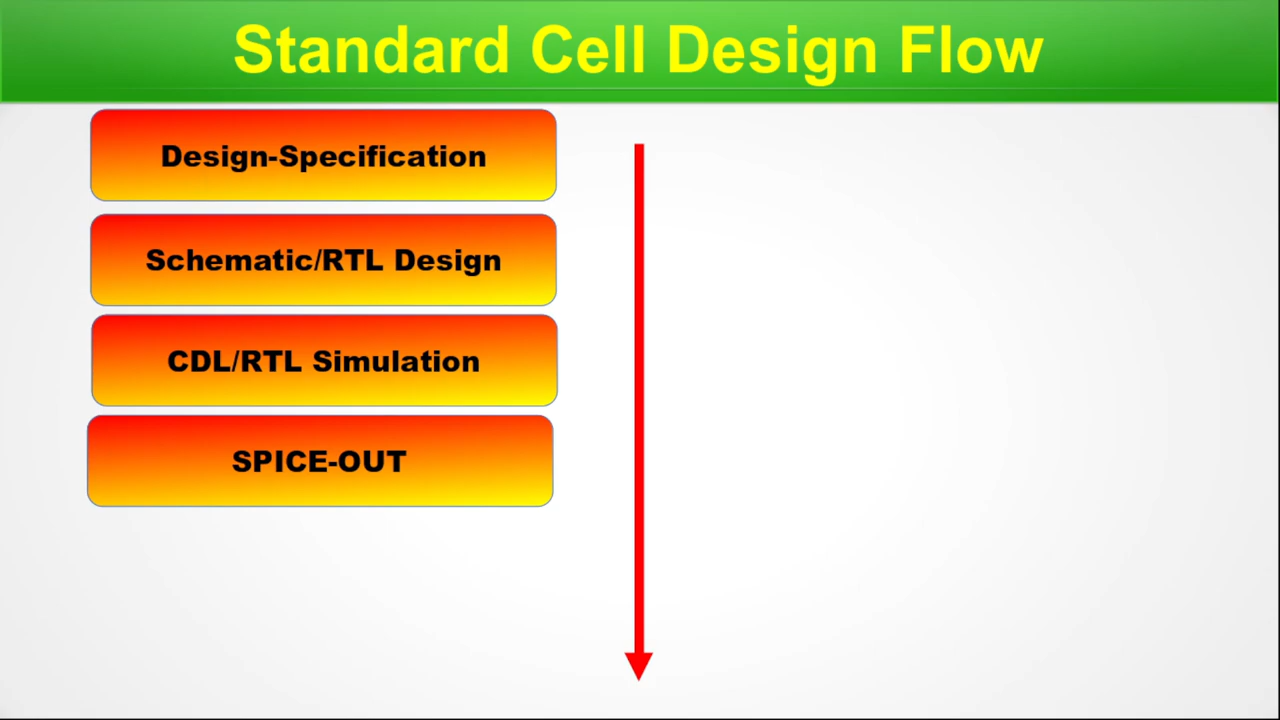 Standard Cell Design Flow
Design-Specification
Schematic/RTL Design
CDL/RTL Simulation
SPICE-OUT